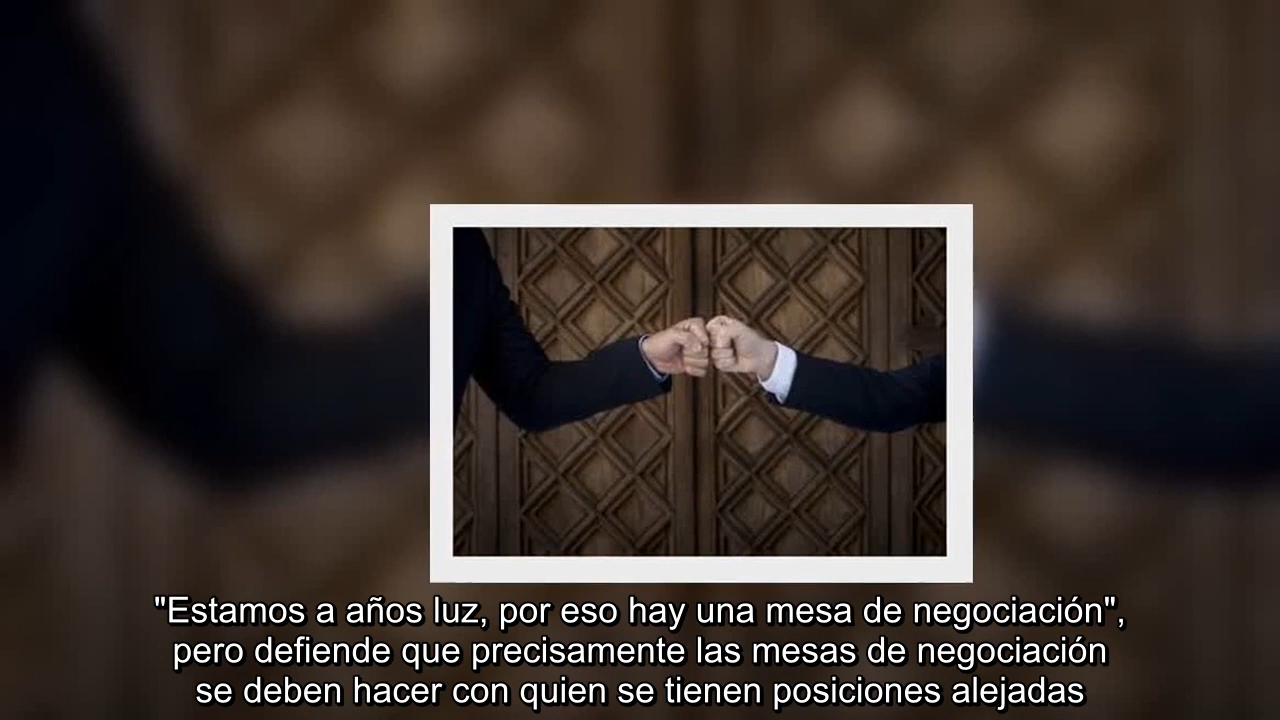 "Estamos a años luz, por eso hay una mesa de negociación",
pero defiende que precisamente las mesas de negociación
se deben hacer con quien se tienen posiciones alejadas